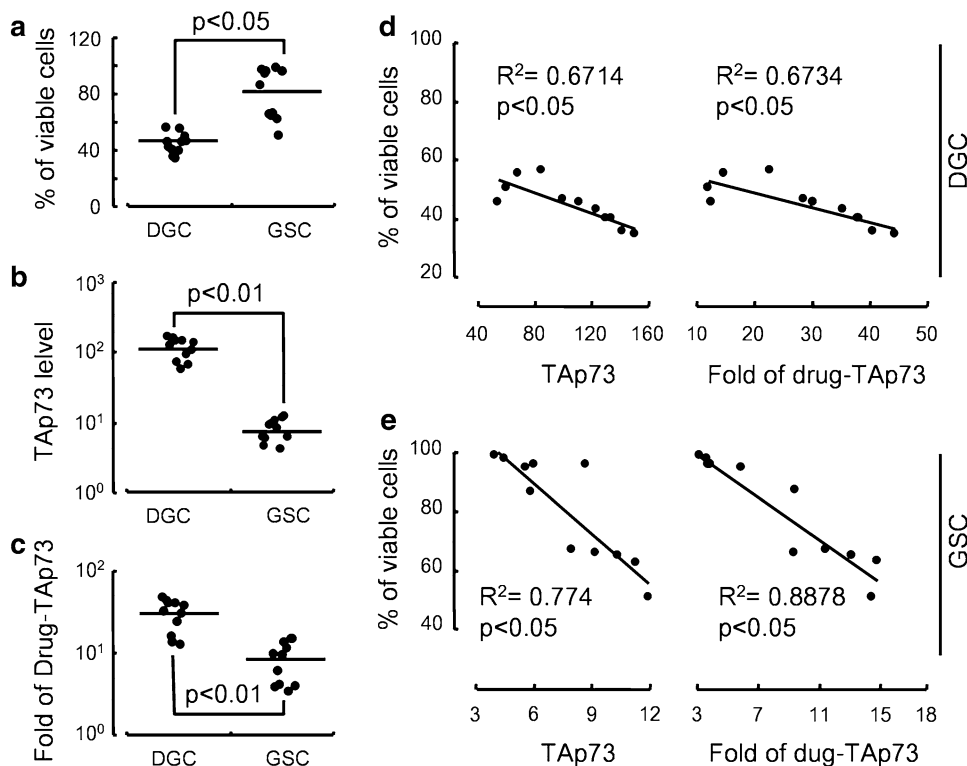 a
p<0.05
120
80
40
0
% of viable cells
DGC
GSC
b
p<0.01
10³
10²
10¹
10⁰
TAp73 lelvel
DGC
GSC
c
10²
10¹
10⁰
Fold of Drug-TAp73
p<0.01
DGC
GSC
d
100
80
60
40
20
% of viable cells
R²= 0.6714
p<0.05
R²= 0.6734
p<0.05
DGC
40 80 120 160
10 20 30 40 50
TAp73
Fold of drug-TAp73
e
100
80
60
40
% of viable cells
R²= 0.774
p<0.05
R²= 0.8878
p<0.05
GSC
3 6 9 12
3 7 11 15 18
TAp73
Fold of dug-TAp73